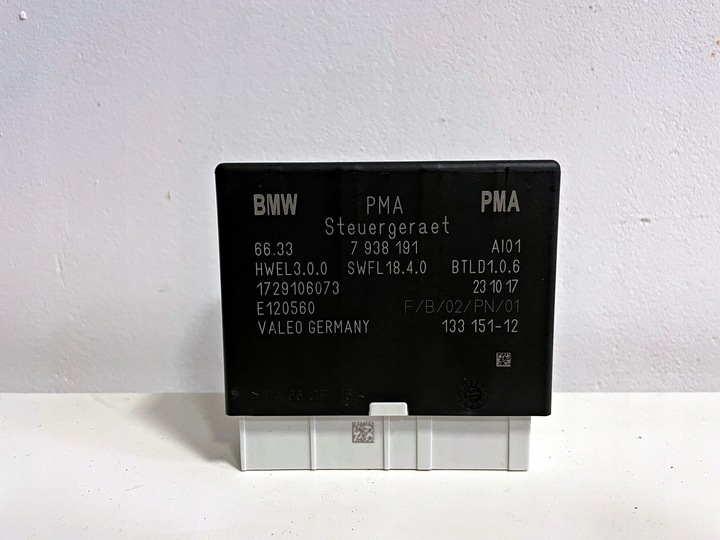 BMW PMA PMA
Steuergeraet
66.33 7 938 191 AI01
HWEL3.0.0 SWFL18.4.0 BTLD1.0.6
1729106073 23 10 17
E120560 F/B/02/PN/01
VALEO GERMANY 133 151-12